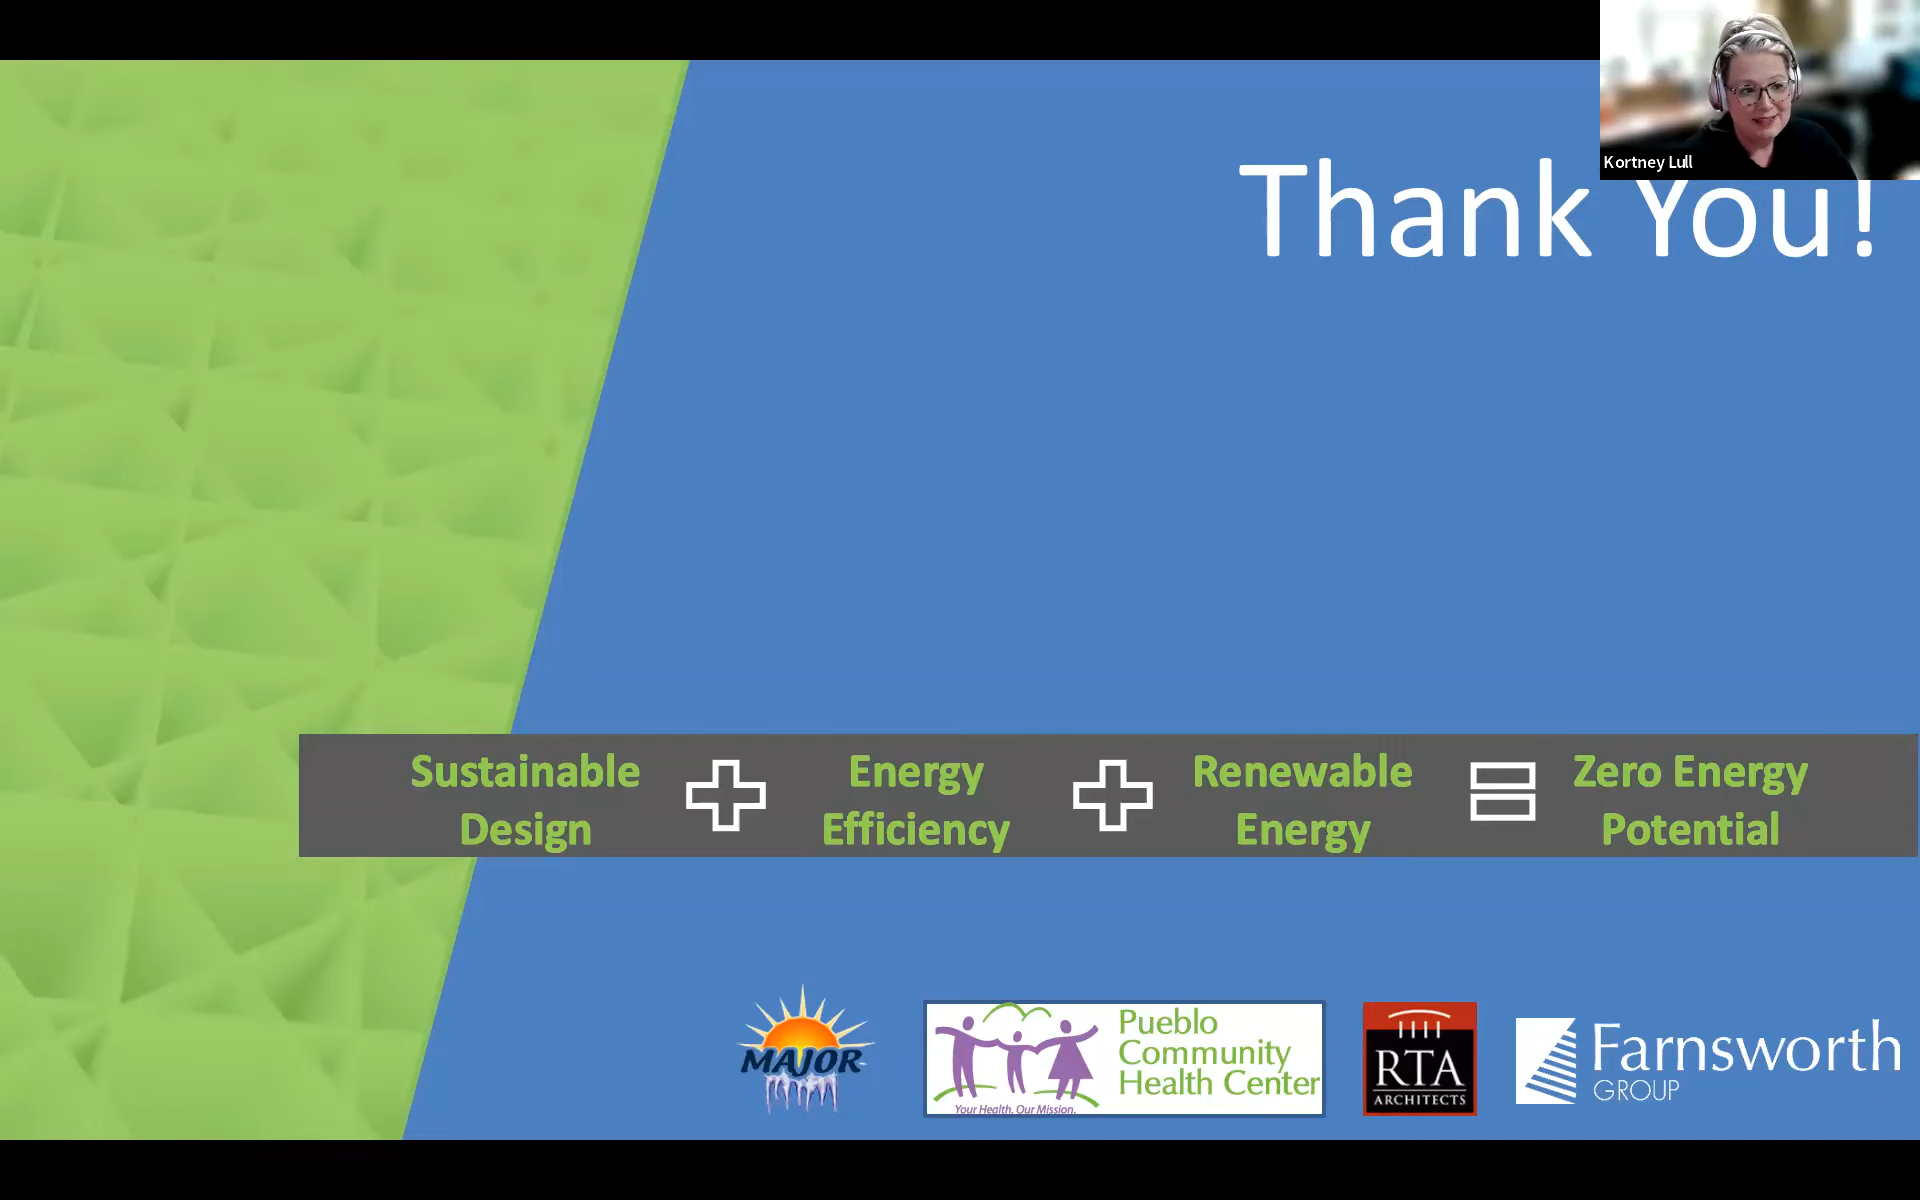 Kortney Lull
Thank You!
Sustainable
Design
Energy
Efficiency
Renewable
Energy
Zero Energy
Potential
MAJOR
Pueblo
Community
Health Center
Your Health. Our Mission.
RTA
ARCHITECTS
Farnsworth
GROUP